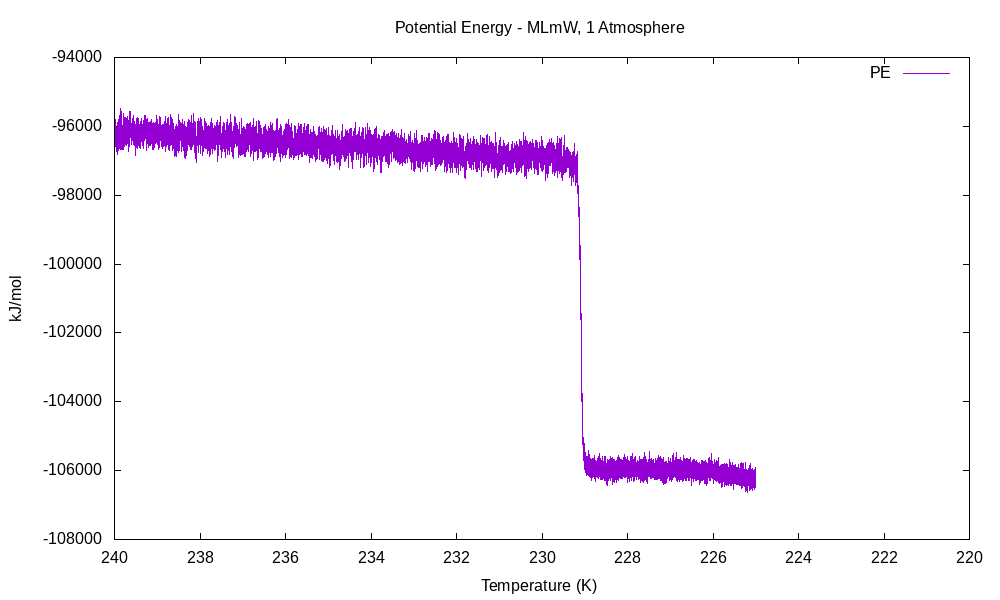 Potential Energy - MLmW, 1 Atmosphere
-94000
PE
-96000
-98000
-100000
kJ/mol
-102000
-104000
-106000
-108000
240 238 236 234 232 230 228 226 224 222 220
Temperature (K)